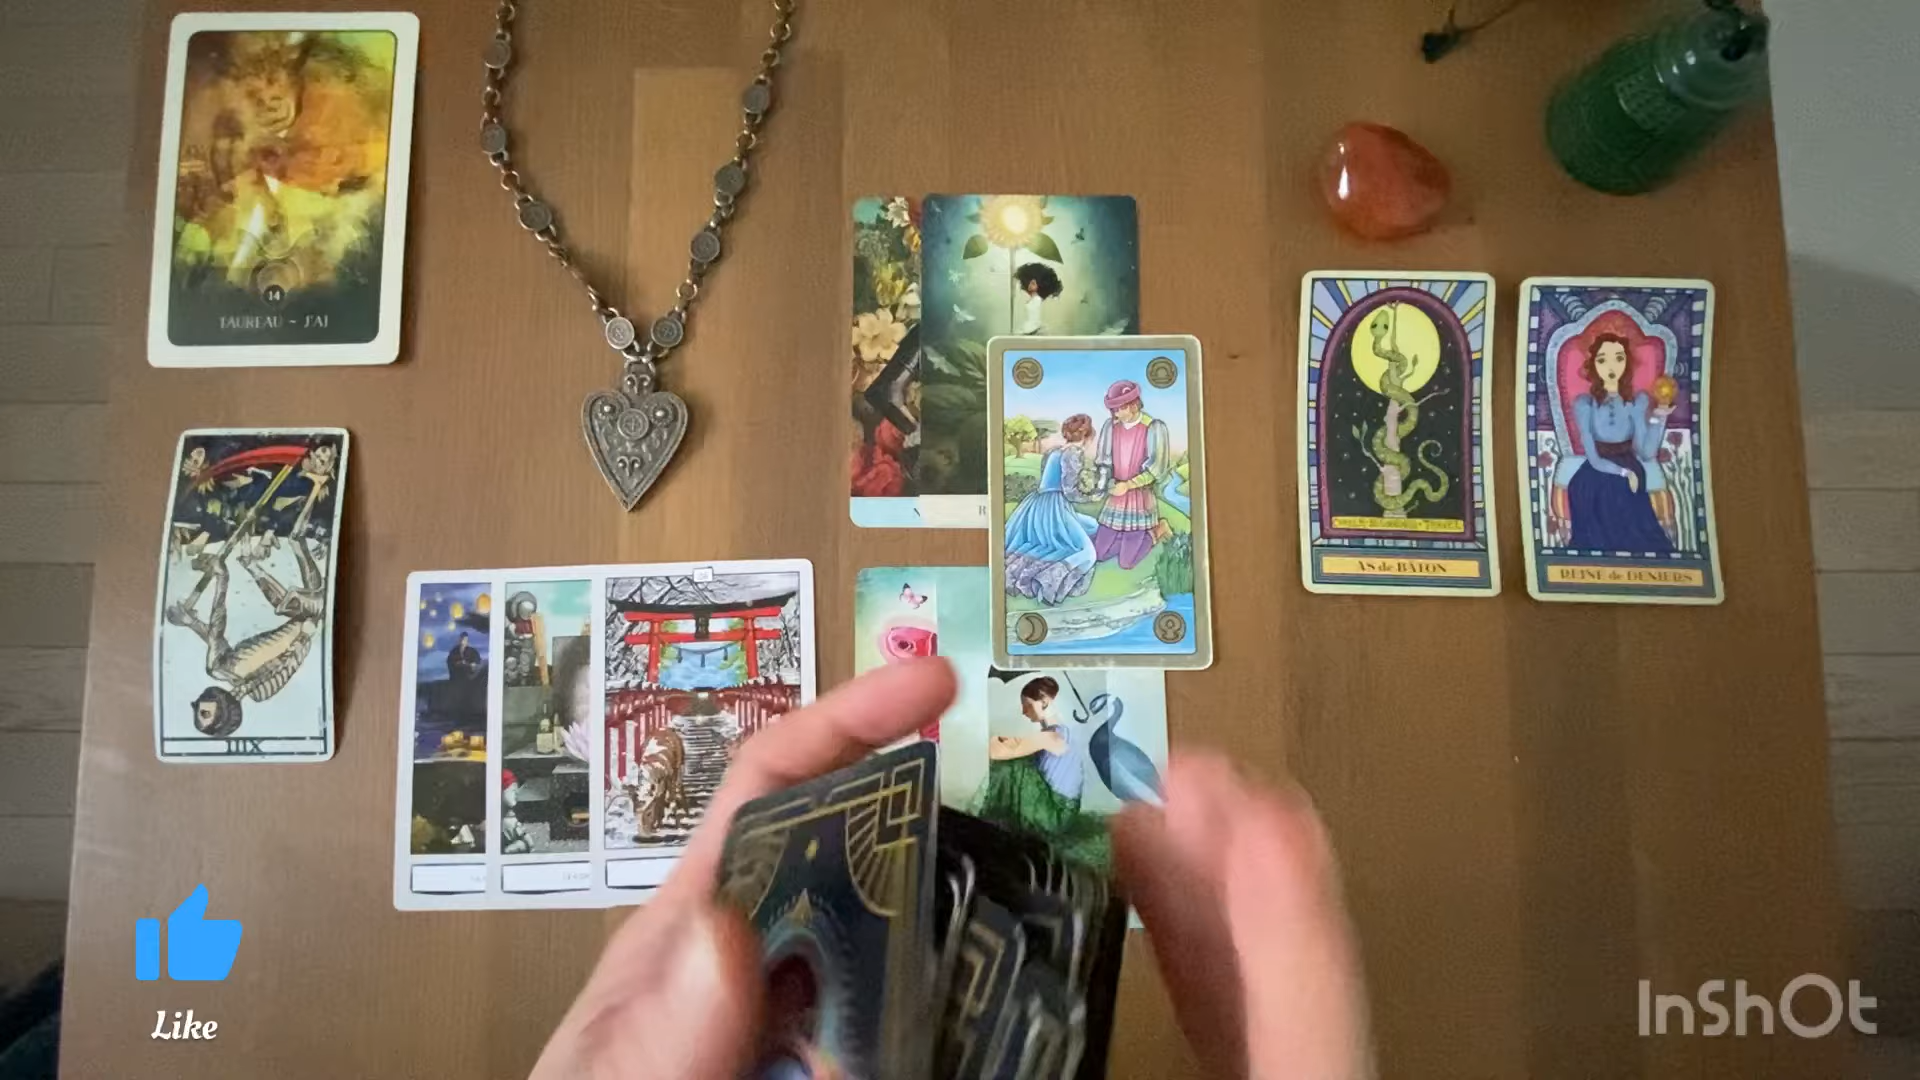 14
TAUREAU ~ J'AI
AS de BÂTON
REINE de DENIERS
XIII
Like
InShOt